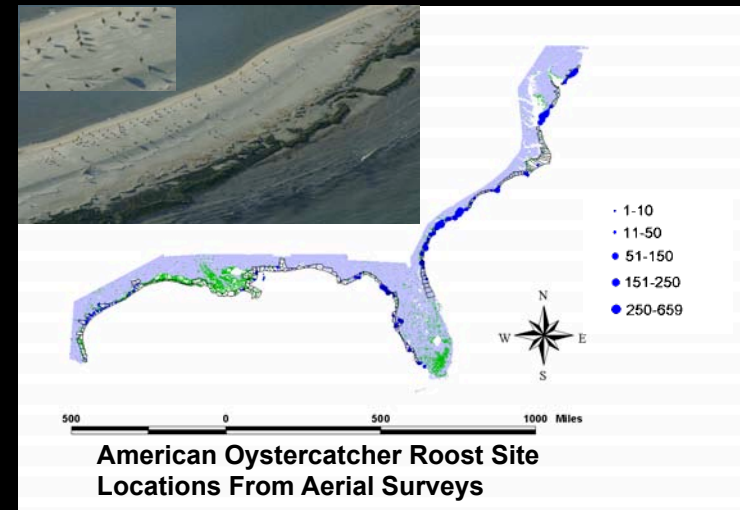 1-10
11-50
51-150
151-250
250-659
N
W E
S
500 0 500 1000 Miles
American Oystercatcher Roost Site
Locations From Aerial Surveys